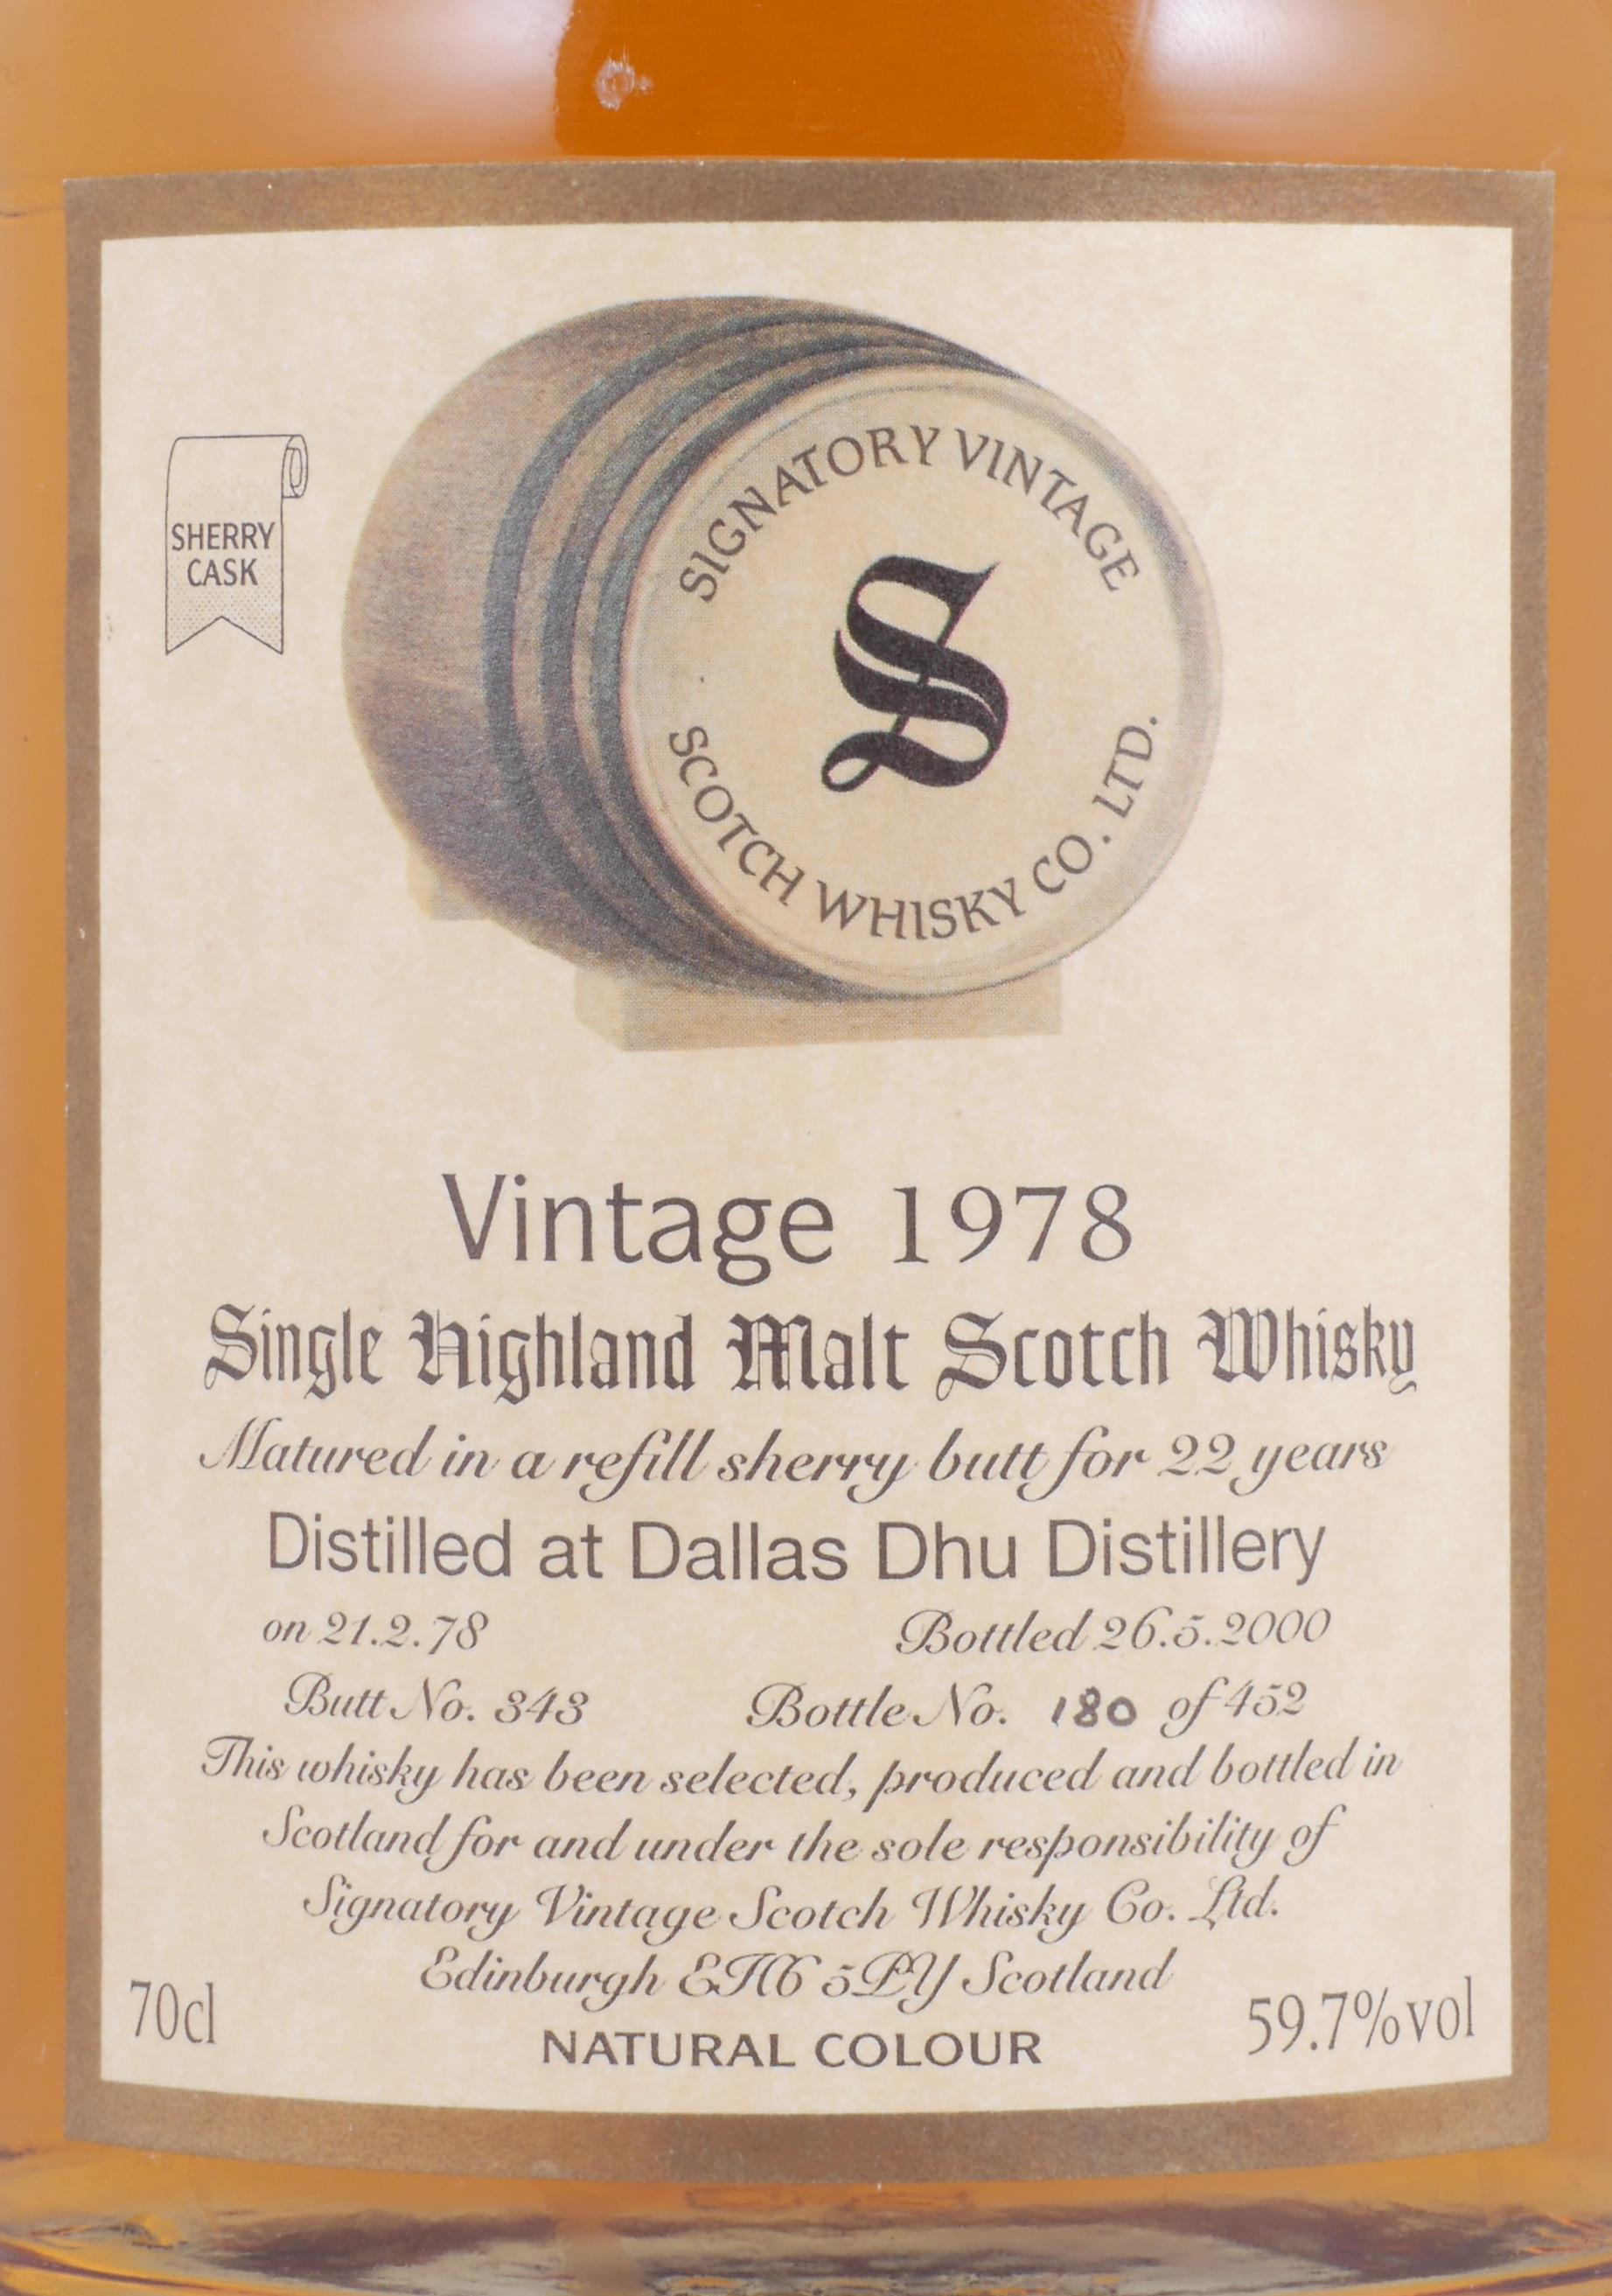 SHERRY
CASK
SIGNATORY VINTAGE
S
SCOTCH WHISKY CO. LTD.
Vintage 1978
Single Highland Malt Scotch Whisky
Matured in a refill sherry butt for 22 years
Distilled at Dallas Dhu Distillery
on 21.2.78 Bottled 26.5.2000
Butt No. 343 Bottle No. 180 of 452
This whisky has been selected, produced and bottled in
Scotland for and under the sole responsibility of
Signatory Vintage Scotch Whisky Co. Ltd.
Edinburgh EH6 5PY Scotland
70cl NATURAL COLOUR 59.7%vol